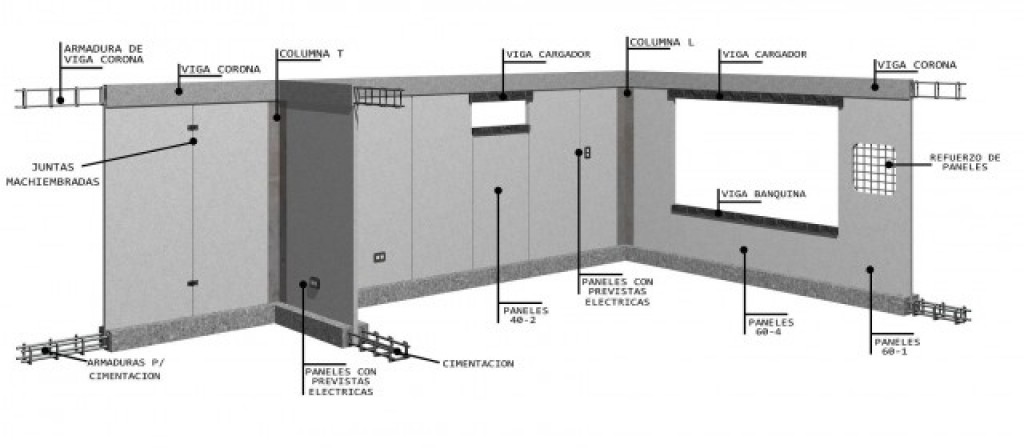 ARMADURA DE
VIGA CORONA
VIGA CORONA
COLUMNA T
VIGA CARGADOR
COLUMNA L
VIGA CARGADOR
VIGA CORONA
JUNTAS
MACHIEMBRADAS
REFUERZO DE
PANELES
VIGA BANQUINA
PANELES CON
PREVISTAS
ELECTRICAS
PANELES
40-2
PANELES
60-4
PANELES
60-1
ARMADURAS P/
CIMENTACION
PANELES CON
PREVISTAS
ELECTRICAS
CIMENTACION